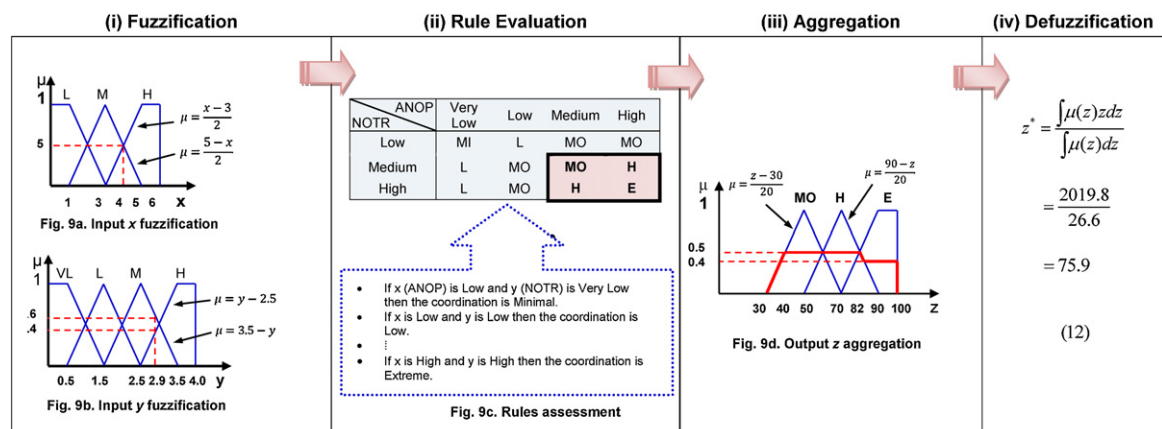 (i) Fuzzification
(ii) Rule Evaluation
(iii) Aggregation
(iv) Defuzzification
μ
1
L M H
μ = (x − 3)/2
μ = (5 − x)/2
5
1 3 4 5 6 x
Fig. 9a. Input x fuzzification
μ
1
VL L M H
μ = y − 2.5
.6
.4
μ = 3.5 − y
0.5 1.5 2.5 2.9 3.5 4.0 y
Fig. 9b. Input y fuzzification
ANOP Very Low Low Medium High
NOTR
Low MI L MO MO
Medium L MO MO H
High L MO H E
• If x (ANOP) is Low and y (NOTR) is Very Low
then the coordination is Minimal.
• If x is Low and y is Low then the coordination is
Low.
• ⋮
• If x is High and y is High then the coordination is
Extreme.
Fig. 9c. Rules assessment
μ
1
μ = (z − 30)/20
μ = (90 − z)/20
MO H E
0.5
0.4
30 40 50 70 82 90 100 z
Fig. 9d. Output z aggregation
z* = ∫μ(z)zdz / ∫μ(z)dz
= 2019.8 / 26.6
= 75.9
(12)